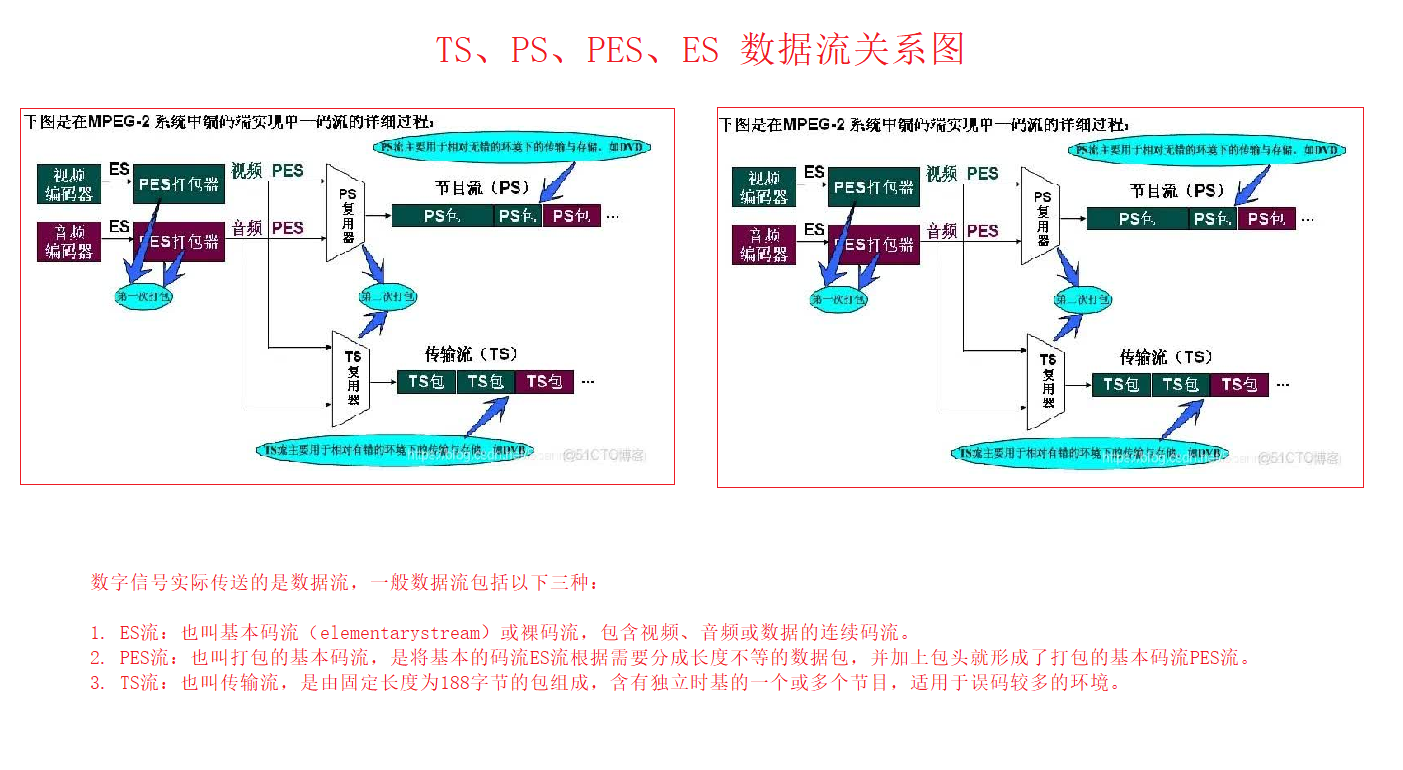 TS、PS、PES、ES 数据流关系图
下图是在MPEG-2 系统中编码端实现单一码流的详细过程：
PS流主要用于相对无错的环境下的传输与存储，如DVD
视频
编码器
ES
PES打包器
视频 PES
音频
编码器
ES
PES打包器
音频 PES
PS
复
用
器
节目流（PS）
PS包 PS包 PS包 ...
第一次打包
第二次打包
TS
复
用
器
传输流（TS）
TS包 TS包 TS包 ...
TS流主要用于相对有错的环境下的传输与存储，如DVB
@51CTO博客
下图是在MPEG-2 系统中编码端实现单一码流的详细过程：
PS流主要用于相对无错的环境下的传输与存储，如DVD
视频
编码器
ES
PES打包器
视频 PES
音频
编码器
ES
PES打包器
音频 PES
PS
复
用
器
节目流（PS）
PS包 PS包 PS包 ...
第一次打包
第二次打包
TS
复
用
器
传输流（TS）
TS包 TS包 TS包 ...
TS流主要用于相对有错的环境下的传输与存储，如DVB
@51CTO博客
数字信号实际传送的是数据流，一般数据流包括以下三种：
1. ES流：也叫基本码流（elementarystream）或裸码流，包含视频、音频或数据的连续码流。
2. PES流：也叫打包的基本码流，是将基本的码流ES流根据需要分成长度不等的数据包，并加上包头就形成了打包的基本码流PES流。
3. TS流：也叫传输流，是由固定长度为188字节的包组成，含有独立时基的一个或多个节目，适用于误码较多的环境。